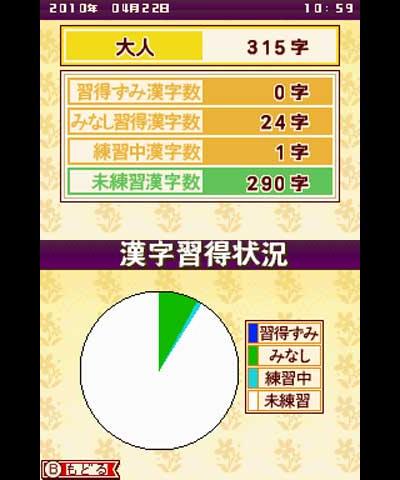 2010年 04月22日 10:59
大人 315字
習得ずみ漢字数 0字
みなし習得漢字数 24字
練習中漢字数 1字
未練習漢字数 290字
漢字習得状況
習得ずみ
みなし
練習中
未練習
Ⓑもどる